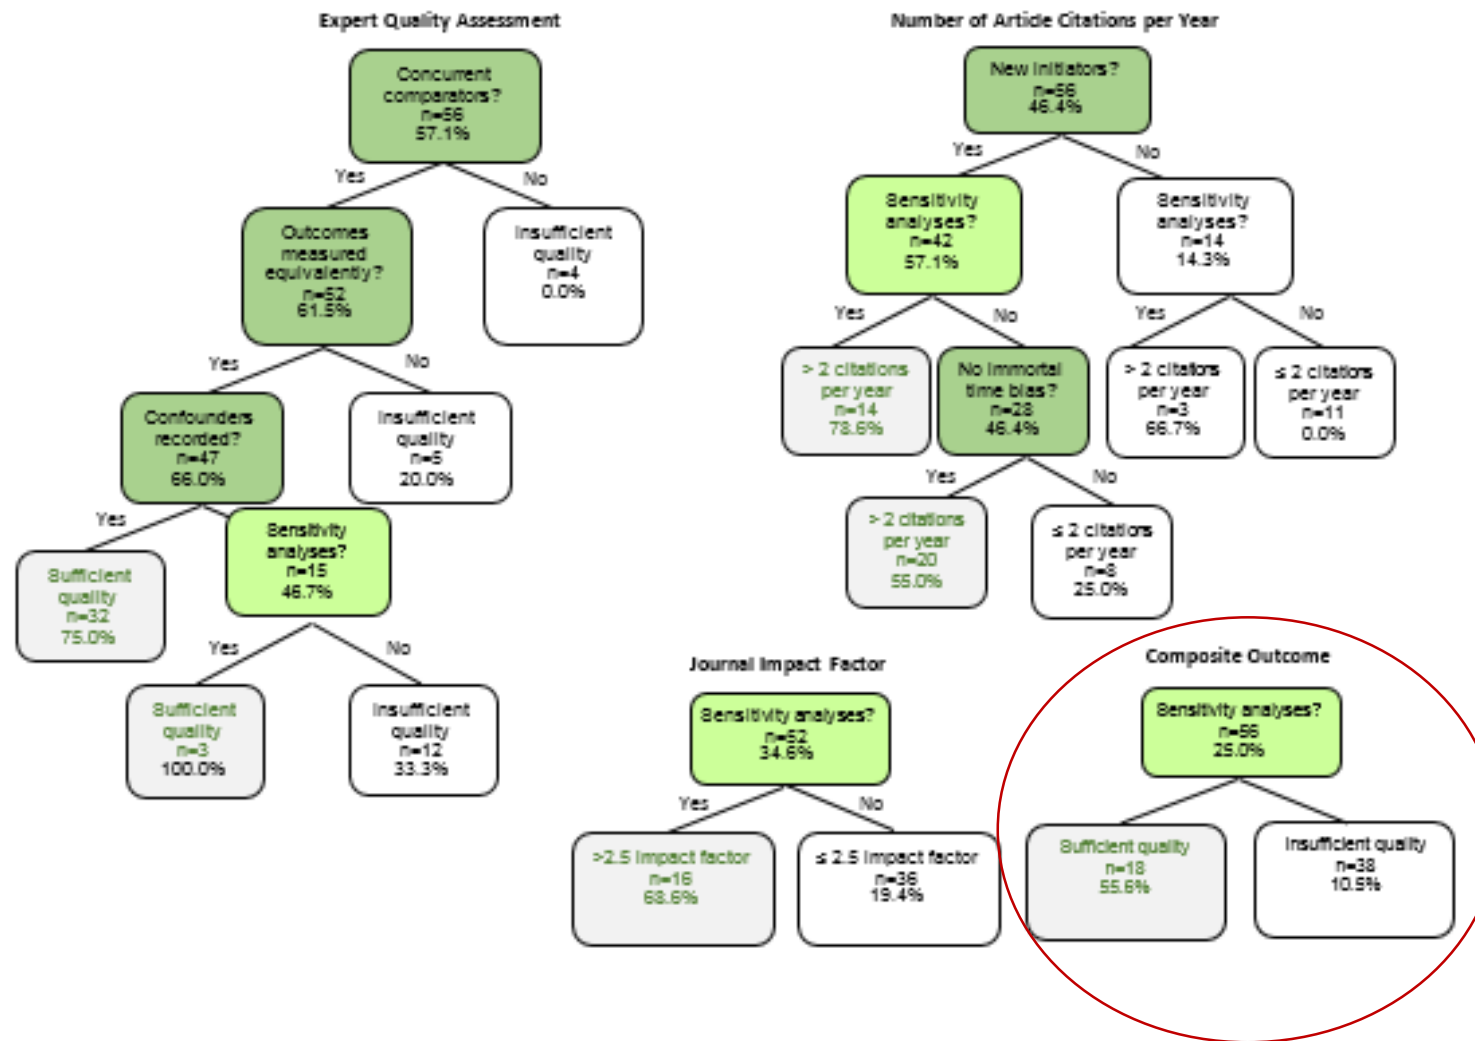 Expert Quality Assessment
Concurrent
comparators?
n=56
57.1%
Yes
No
Outcomes
measured
equivalently?
n=52
61.5%
Insufficient
quality
n=4
0.0%
Yes
No
Confounders
recorded?
n=47
66.0%
Insufficient
quality
n=5
20.0%
Yes
Sensitivity
analyses?
n=15
46.7%
Sufficient
quality
n=32
75.0%
Yes
No
Sufficient
quality
n=3
100.0%
Insufficient
quality
n=12
33.3%
Number of Article Citations per Year
New initiators?
n=56
46.4%
Yes
No
Sensitivity
analyses?
n=42
57.1%
Sensitivity
analyses?
n=14
14.3%
Yes
No
Yes
No
> 2 citations
per year
n=14
78.6%
No immortal
time bias?
n=28
46.4%
> 2 citations
per year
n=3
66.7%
≤ 2 citations
per year
n=11
0.0%
Yes
No
> 2 citations
per year
n=20
55.0%
≤ 2 citations
per year
n=8
25.0%
Journal Impact Factor
Sensitivity analyses?
n=52
34.6%
Yes
No
>2.5 impact factor
n=16
68.6%
≤ 2.5 impact factor
n=36
19.4%
Composite Outcome
Sensitivity analyses?
n=56
25.0%
Sufficient quality
n=18
55.6%
Insufficient quality
n=38
10.5%